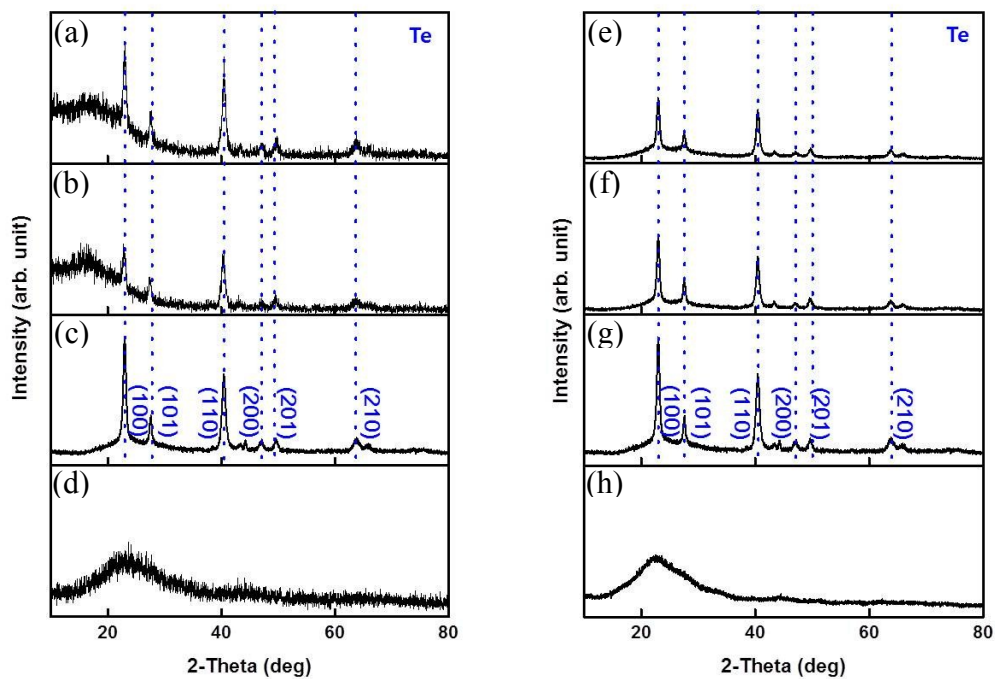 (a)
Te
(b)
(c)
(100)
(101)
(110)
(200)
(201)
(210)
(d)
20
40
60
80
2-Theta (deg)
Intensity (arb. unit)
(e)
Te
(f)
(g)
(100)
(101)
(110)
(200)
(201)
(210)
(h)
20
40
60
80
2-Theta (deg)
Intensity (arb. unit)